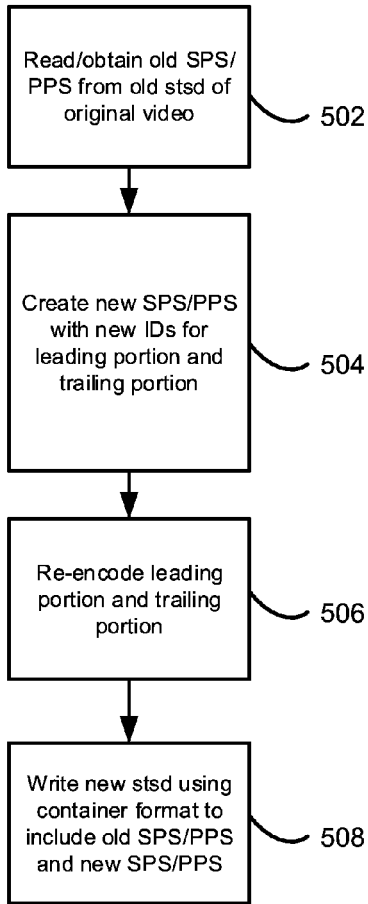 Read/obtain old SPS/
PPS from old stsd of
original video
502
Create new SPS/PPS
with new IDs for
leading portion and
trailing portion
504
Re-encode leading
portion and trailing
portion
506
Write new stsd using
container format to
include old SPS/PPS
and new SPS/PPS
508